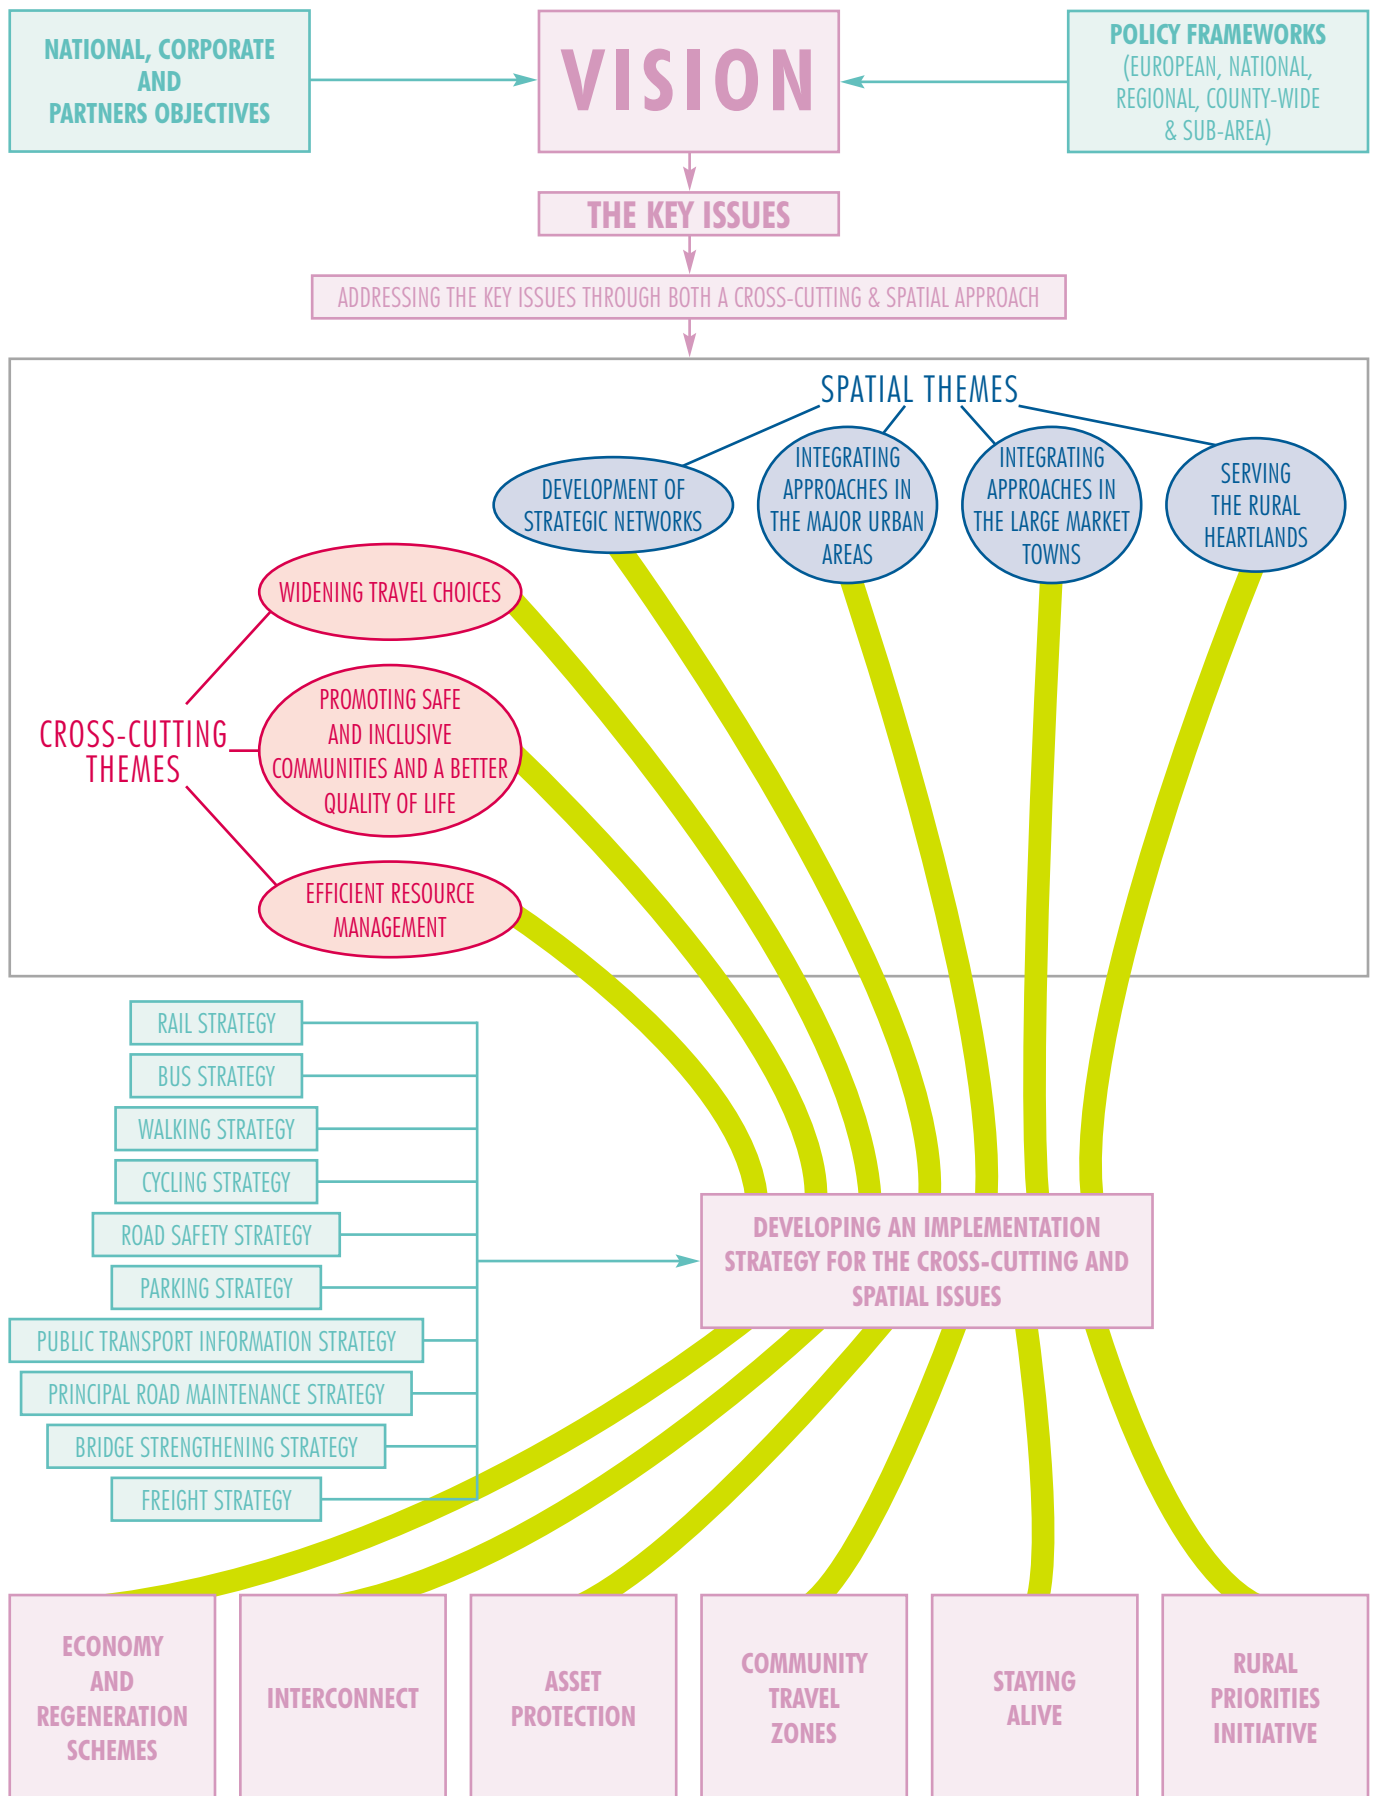 NATIONAL, CORPORATE
AND
PARTNERS OBJECTIVES
VISION
POLICY FRAMEWORKS
(EUROPEAN, NATIONAL,
REGIONAL, COUNTY-WIDE
& SUB-AREA)
THE KEY ISSUES
ADDRESSING THE KEY ISSUES THROUGH BOTH A CROSS-CUTTING & SPATIAL APPROACH
SPATIAL THEMES
DEVELOPMENT OF
STRATEGIC NETWORKS
INTEGRATING
APPROACHES IN
THE MAJOR URBAN
AREAS
INTEGRATING
APPROACHES IN
THE LARGE MARKET
TOWNS
SERVING
THE RURAL
HEARTLANDS
CROSS-CUTTING
THEMES
WIDENING TRAVEL CHOICES
PROMOTING SAFE
AND INCLUSIVE
COMMUNITIES AND A BETTER
QUALITY OF LIFE
EFFICIENT RESOURCE
MANAGEMENT
RAIL STRATEGY
BUS STRATEGY
WALKING STRATEGY
CYCLING STRATEGY
ROAD SAFETY STRATEGY
PARKING STRATEGY
PUBLIC TRANSPORT INFORMATION STRATEGY
PRINCIPAL ROAD MAINTENANCE STRATEGY
BRIDGE STRENGTHENING STRATEGY
FREIGHT STRATEGY
DEVELOPING AN IMPLEMENTATION
STRATEGY FOR THE CROSS-CUTTING AND
SPATIAL ISSUES
ECONOMY
AND
REGENERATION
SCHEMES
INTERCONNECT
ASSET
PROTECTION
COMMUNITY
TRAVEL
ZONES
STAYING
ALIVE
RURAL
PRIORITIES
INITIATIVE